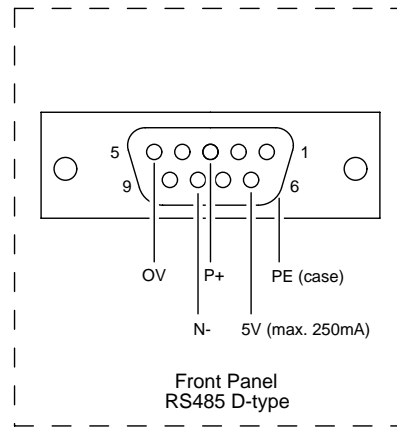 5 1
9 6
OV P+ PE (case)
N- 5V (max. 250mA)
Front Panel
RS485 D-type